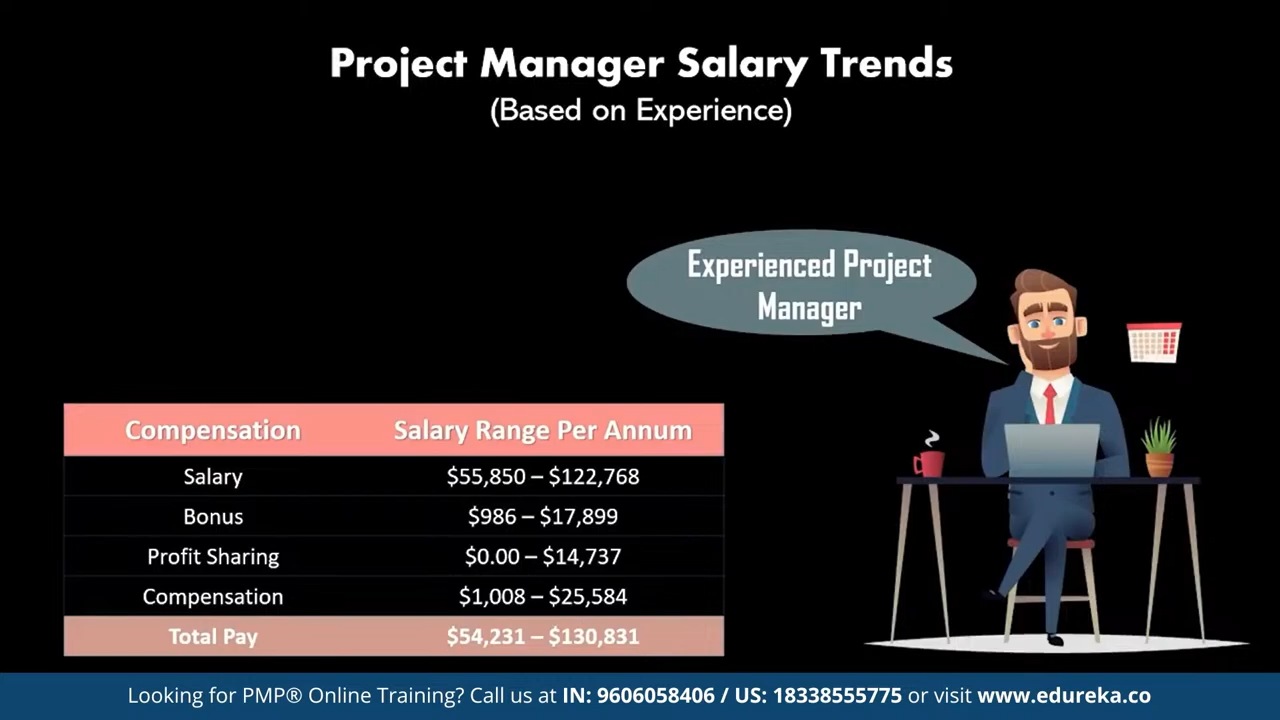 Project Manager Salary Trends
(Based on Experience)
Experienced Project
Manager
Compensation Salary Range Per Annum
Salary $55,850 – $122,768
Bonus $986 – $17,899
Profit Sharing $0.00 – $14,737
Compensation $1,008 – $25,584
Total Pay $54,231 – $130,831
Looking for PMP® Online Training? Call us at IN: 9606058406 / US: 18338555775 or visit www.edureka.co